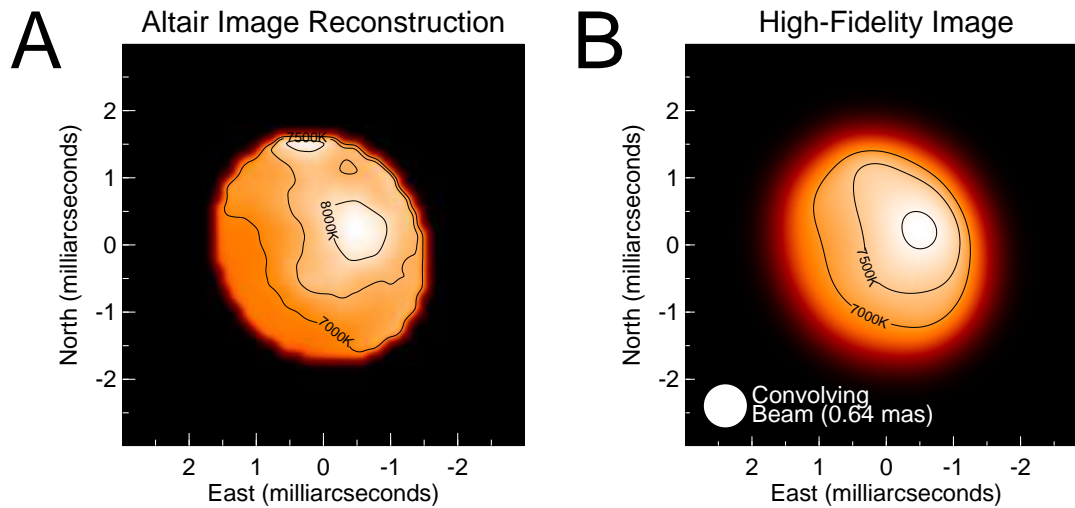 A
Altair Image Reconstruction
North (milliarcseconds)
2
1
0
-1
-2
7500K
8000K
7000K
2 1 0 -1 -2
East (milliarcseconds)
B
High-Fidelity Image
North (milliarcseconds)
2
1
0
-1
-2
7500K
7000K
Convolving
Beam (0.64 mas)
2 1 0 -1 -2
East (milliarcseconds)